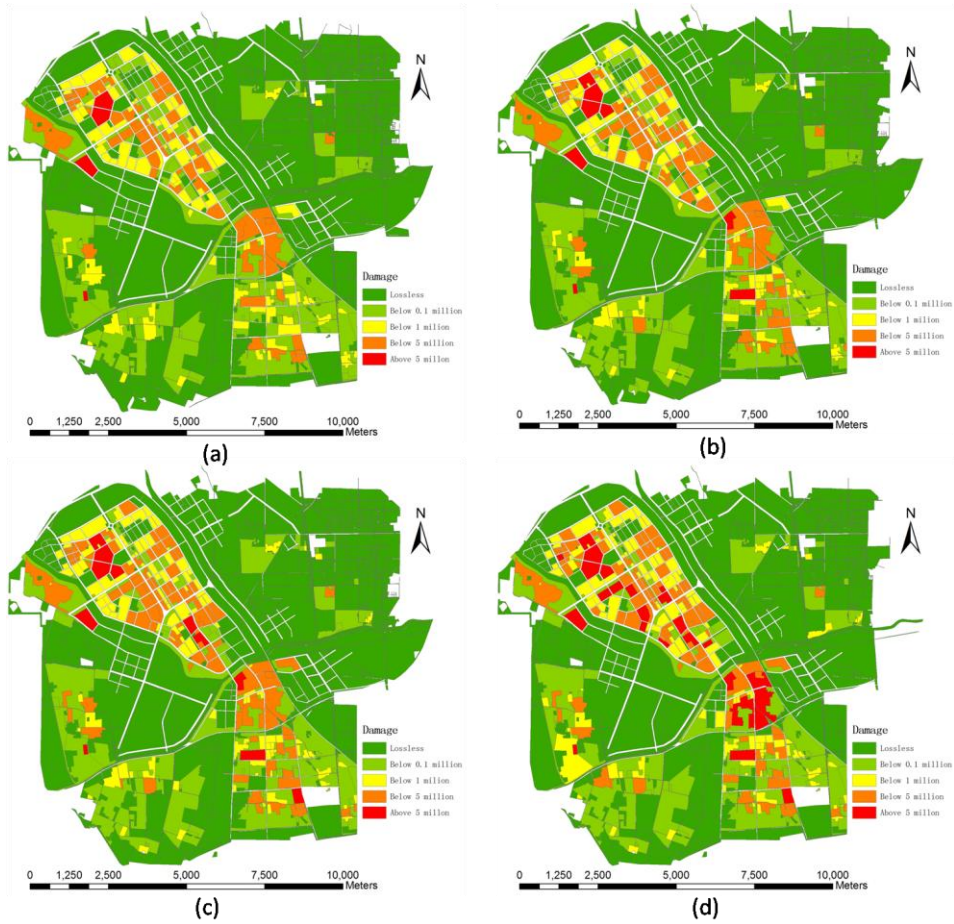 N
Damage
Lossless
Below 0.1 million
Below 1 milion
Below 5 million
Above 5 millon
0 1,250 2,500 5,000 7,500 10,000
Meters
(a)
N
Damage
Lossless
Below 0.1 million
Below 1 milion
Below 5 million
Above 5 millon
0 1,250 2,500 5,000 7,500 10,000
Meters
(b)
N
Damage
Lossless
Below 0.1 million
Below 1 milion
Below 5 million
Above 5 millon
0 1,250 2,500 5,000 7,500 10,000
Meters
(c)
N
Damage
Lossless
Below 0.1 million
Below 1 milion
Below 5 million
Above 5 millon
0 1,250 2,500 5,000 7,500 10,000
Meters
(d)